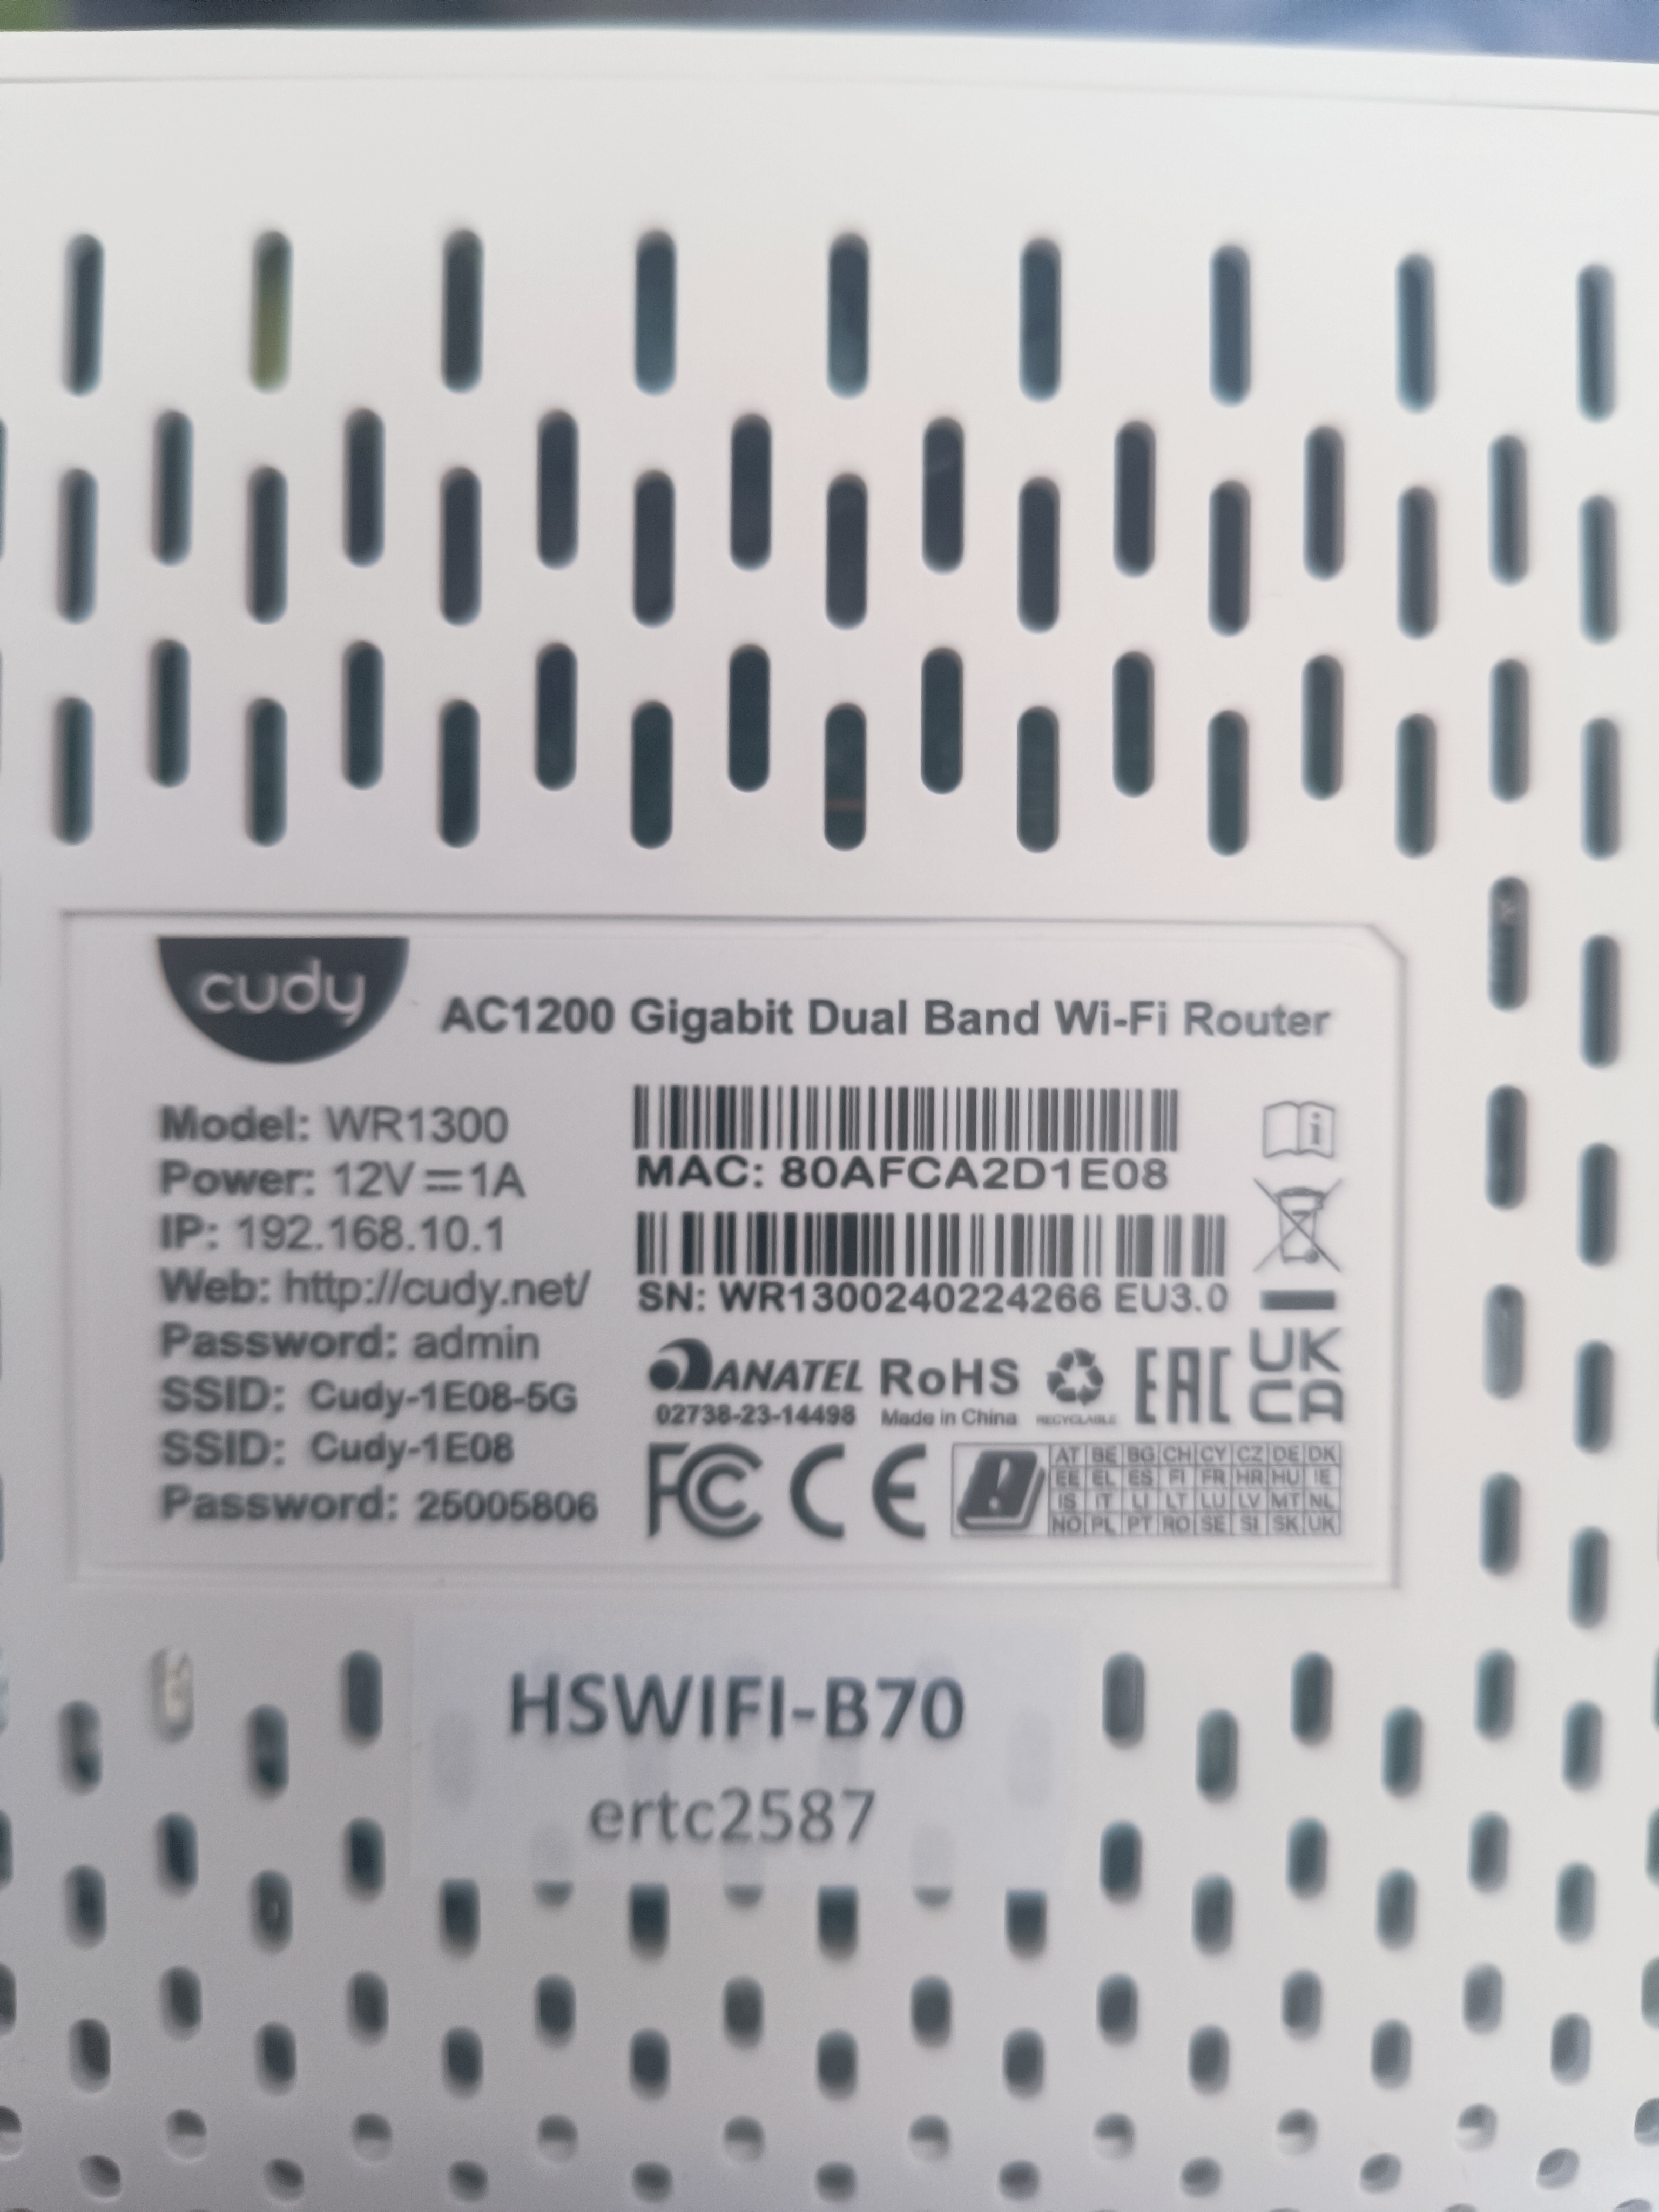 cudy
AC1200 Gigabit Dual Band Wi-Fi Router
Model: WR1300
Power: 12V⎓1A
IP: 192.168.10.1
Web: http://cudy.net/
Password: admin
SSID: Cudy-1E08-5G
SSID: Cudy-1E08
Password: 25005806
MAC: 80AFCA2D1E08
SN: WR1300240224266 EU3.0
ANATEL
02738-23-14498
RoHS
Made in China
RECYCLABLE
EAC
UK
CA
FC CE
AT BE BG CH CY CZ DE DK
EE EL ES FI FR HR HU IE
IS IT LI LT LU LV MT NL
NO PL PT RO SE SI SK UK
HSWIFI-B70
ertc2587